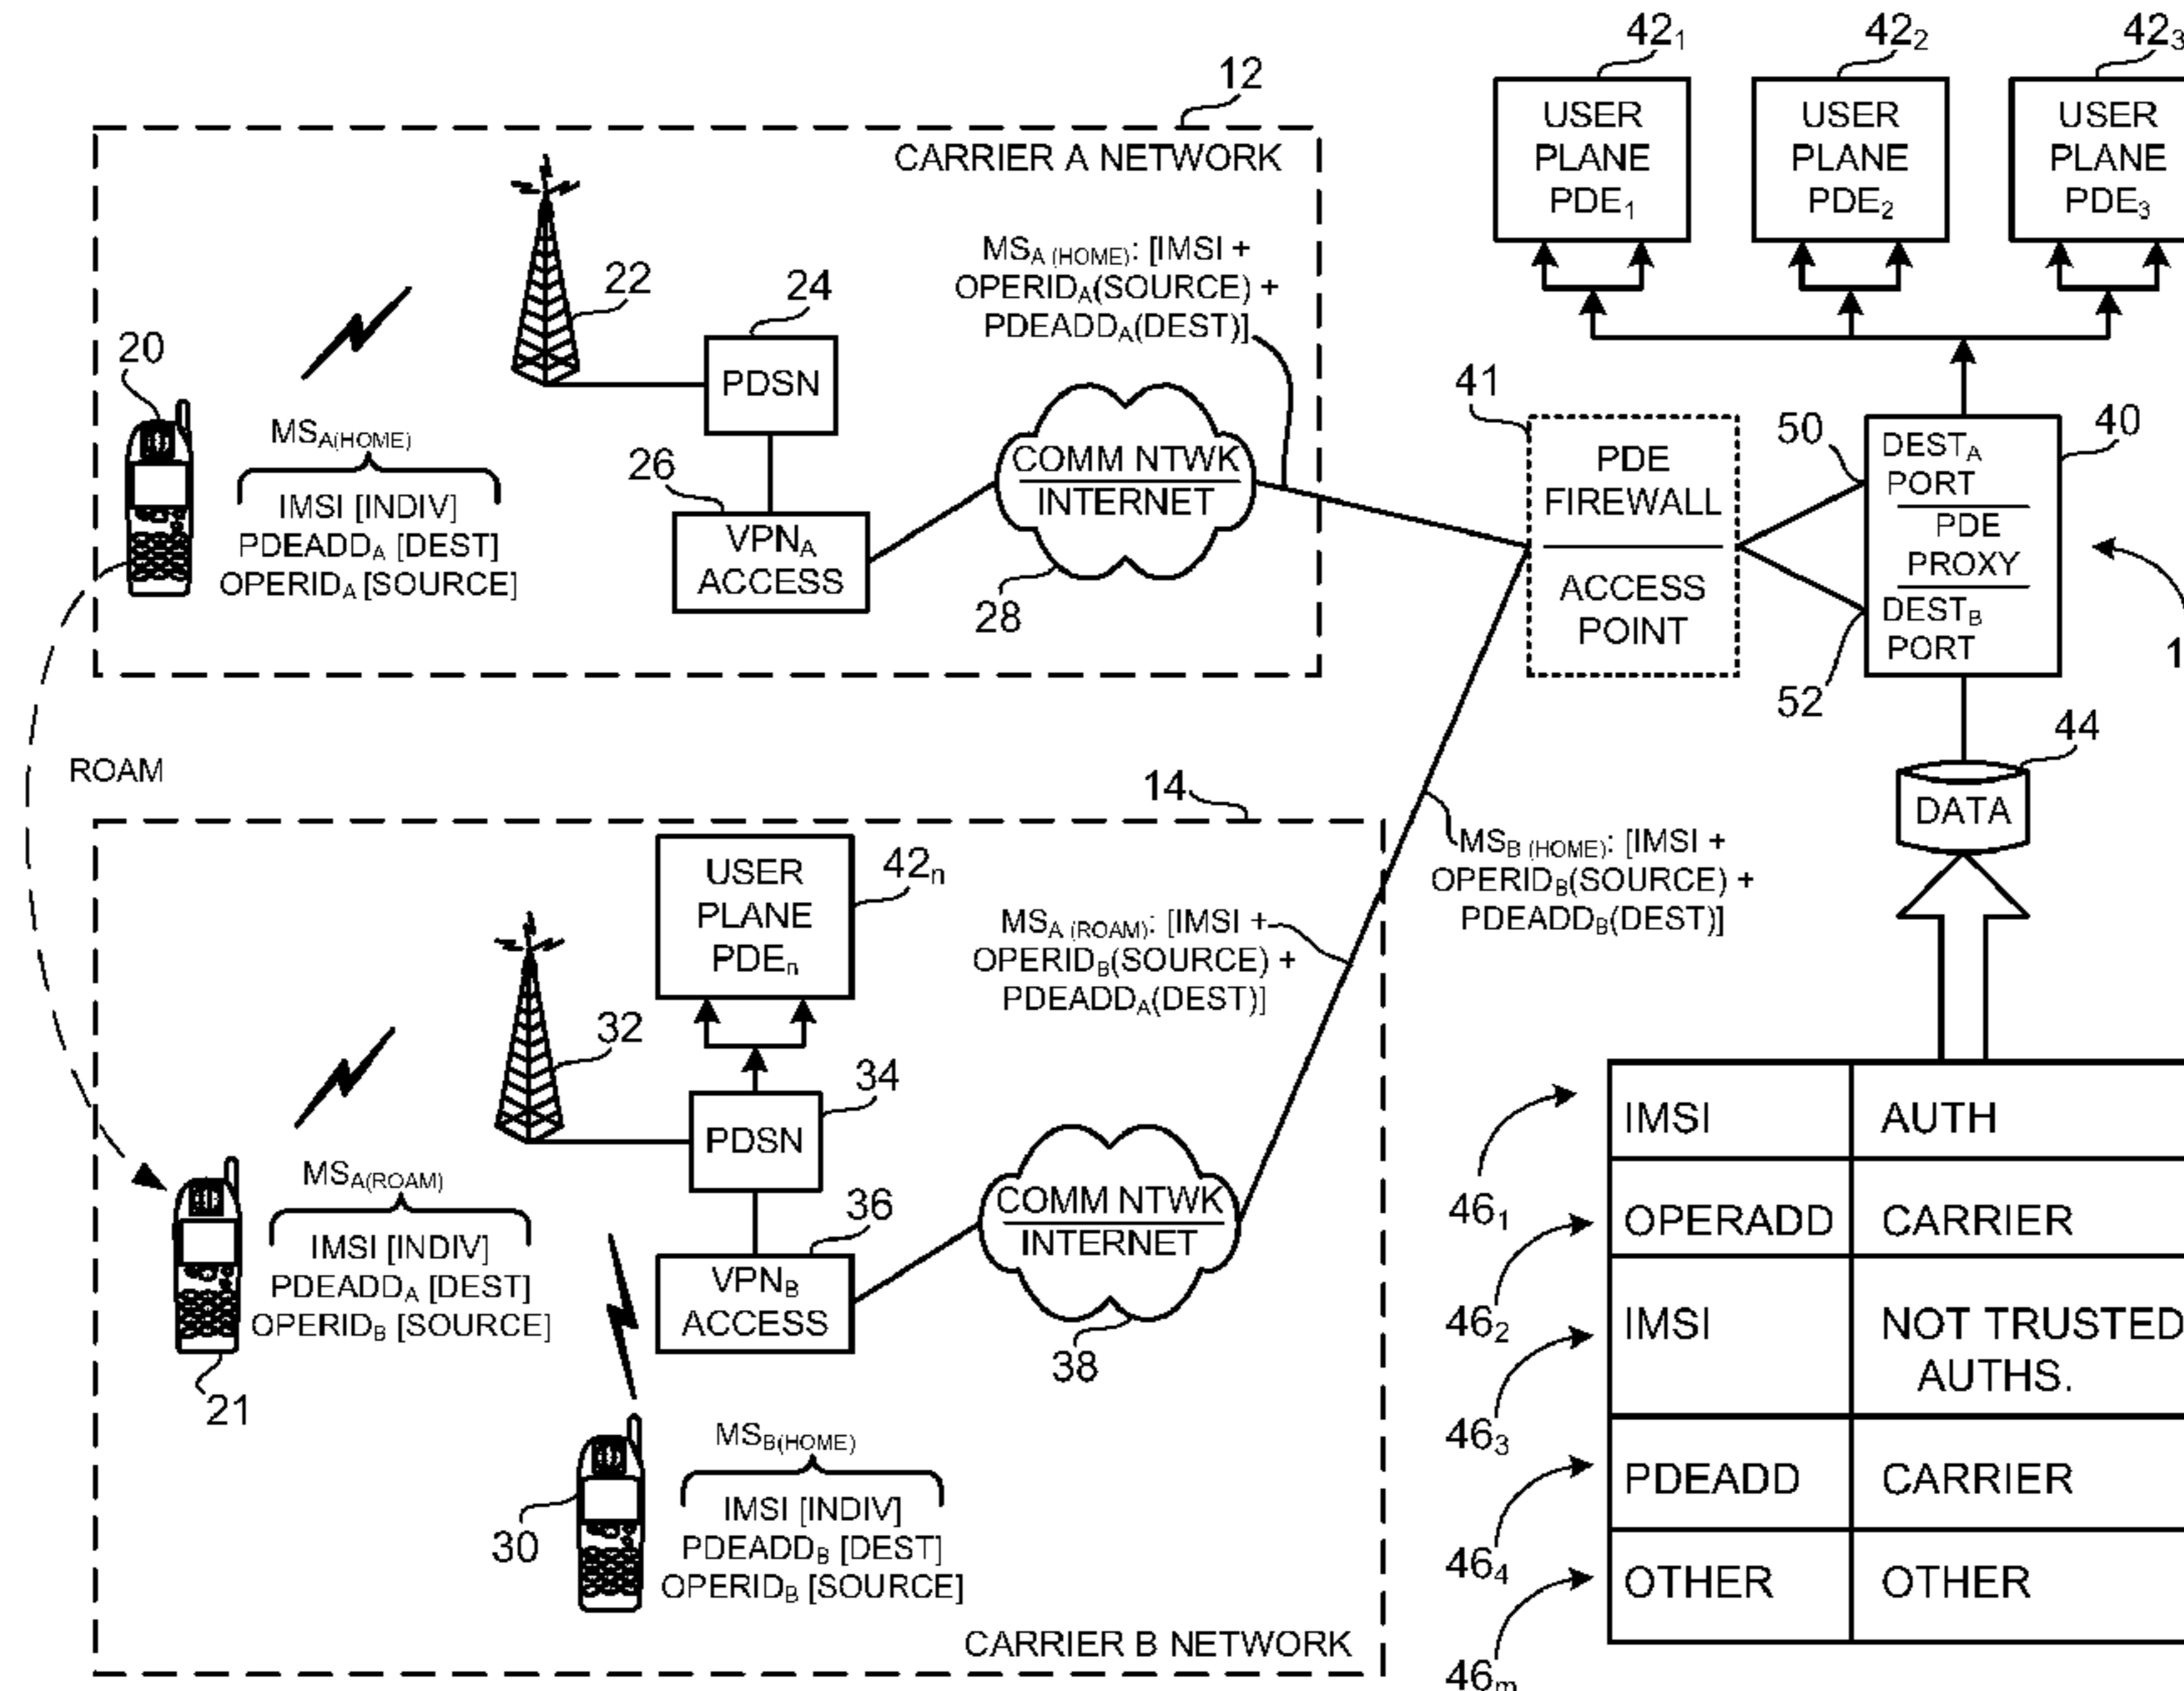 12
CARRIER A NETWORK
20
MS_A(HOME)
IMSI [INDIV]
PDEADD_A [DEST]
OPERID_A [SOURCE]
22
24
PDSN
26
VPN_A
ACCESS
COMM NTWK
INTERNET
28
MS_A (HOME): [IMSI +
OPERID_A(SOURCE) +
PDEADD_A(DEST)]
42₁
USER
PLANE
PDE₁
42₂
USER
PLANE
PDE₂
42₃
USER
PLANE
PDE₃
41
PDE
FIREWALL
ACCESS
POINT
50
40
DEST_A
PORT
PDE
PROXY
DEST_B
PORT
52
1
44
DATA
ROAM
14
USER
PLANE
PDEₙ
42ₙ
32
34
PDSN
36
VPN_B
ACCESS
COMM NTWK
INTERNET
38
MS_A (ROAM): [IMSI +
OPERID_B(SOURCE) +
PDEADD_A(DEST)]
MS_B (HOME): [IMSI +
OPERID_B(SOURCE) +
PDEADD_B(DEST)]
MS_A(ROAM)
IMSI [INDIV]
PDEADD_A [DEST]
OPERID_B [SOURCE]
21
30
MS_B(HOME)
IMSI [INDIV]
PDEADD_B [DEST]
OPERID_B [SOURCE]
CARRIER B NETWORK
46₁
IMSI AUTH
46₂
OPERADD CARRIER
46₃
IMSI NOT TRUSTED
AUTHS.
46₄
PDEADD CARRIER
46ₘ
OTHER OTHER